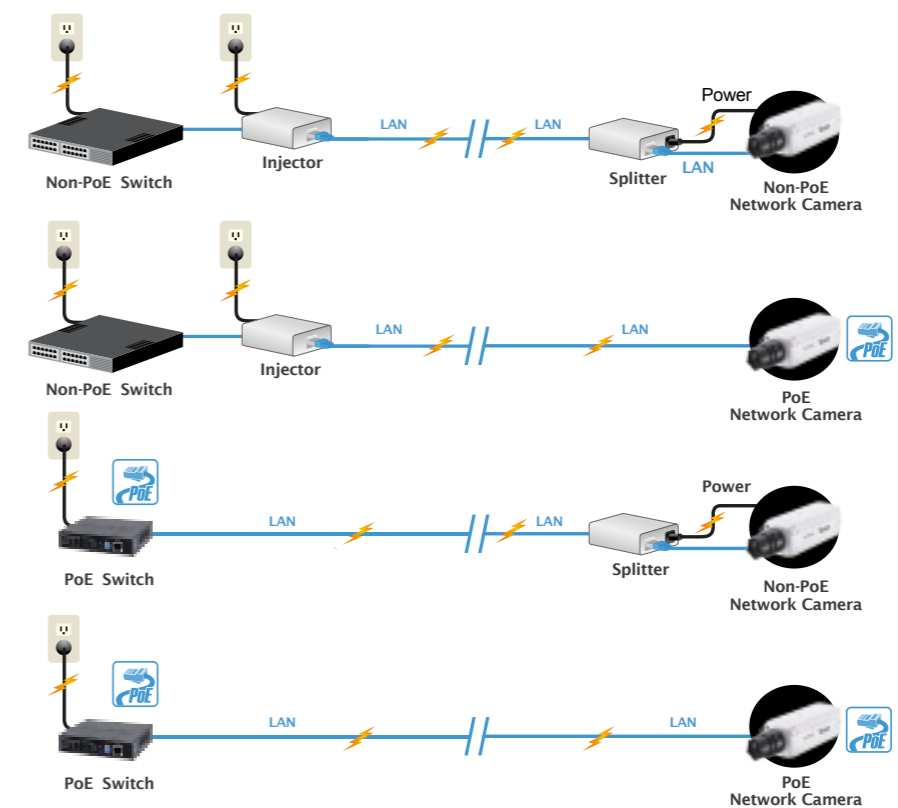 Power
LAN
LAN
LAN
Injector
Splitter
Non-PoE Switch
Non-PoE
Network Camera
LAN
LAN
PoE
Injector
Non-PoE Switch
PoE
Network Camera
Power
PoE
LAN
LAN
Splitter
PoE Switch
Non-PoE
Network Camera
PoE
LAN
LAN
PoE
PoE Switch
PoE
Network Camera